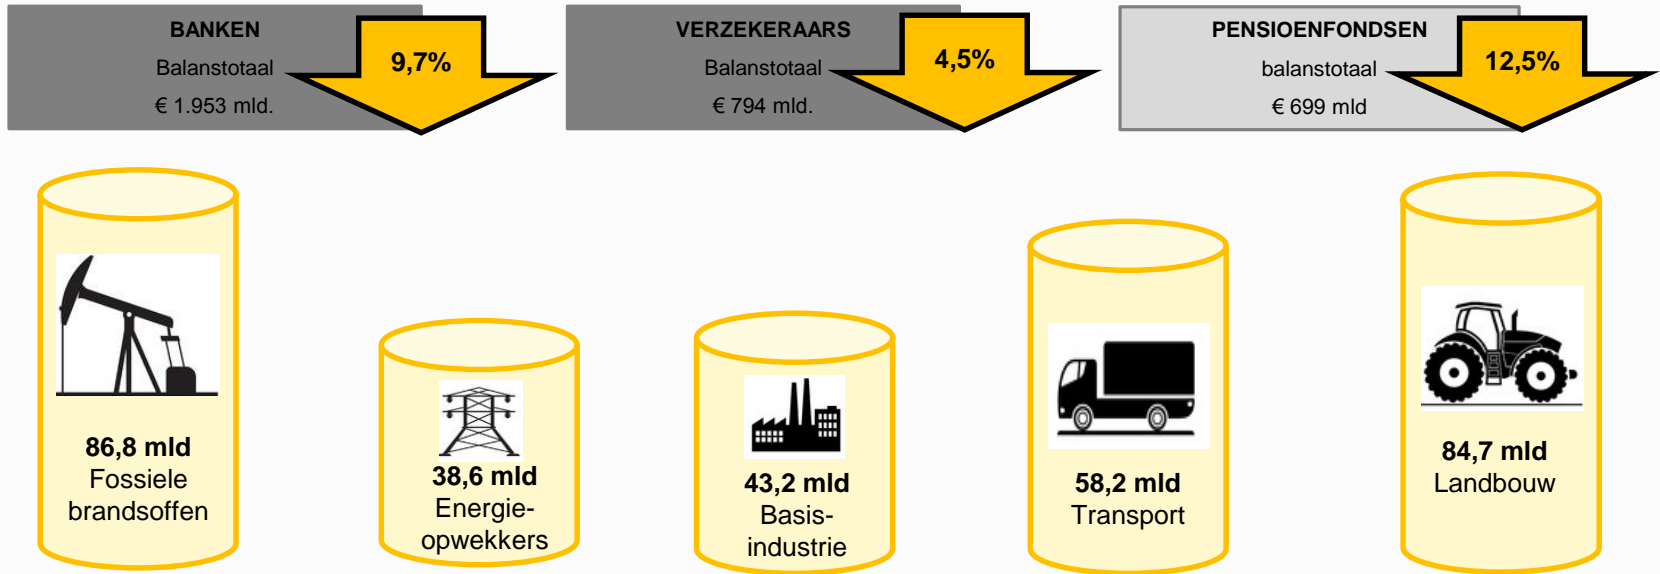 BANKEN
Balanstotaal
€ 1.953 mld.
9,7%
VERZEKERAARS
Balanstotaal
€ 794 mld.
4,5%
PENSIOENFONDSEN
balanstotaal
€ 699 mld
12,5%
86,8 mld
Fossiele
brandsoffen
38,6 mld
Energie-
opwekkers
43,2 mld
Basis-
industrie
58,2 mld
Transport
84,7 mld
Landbouw